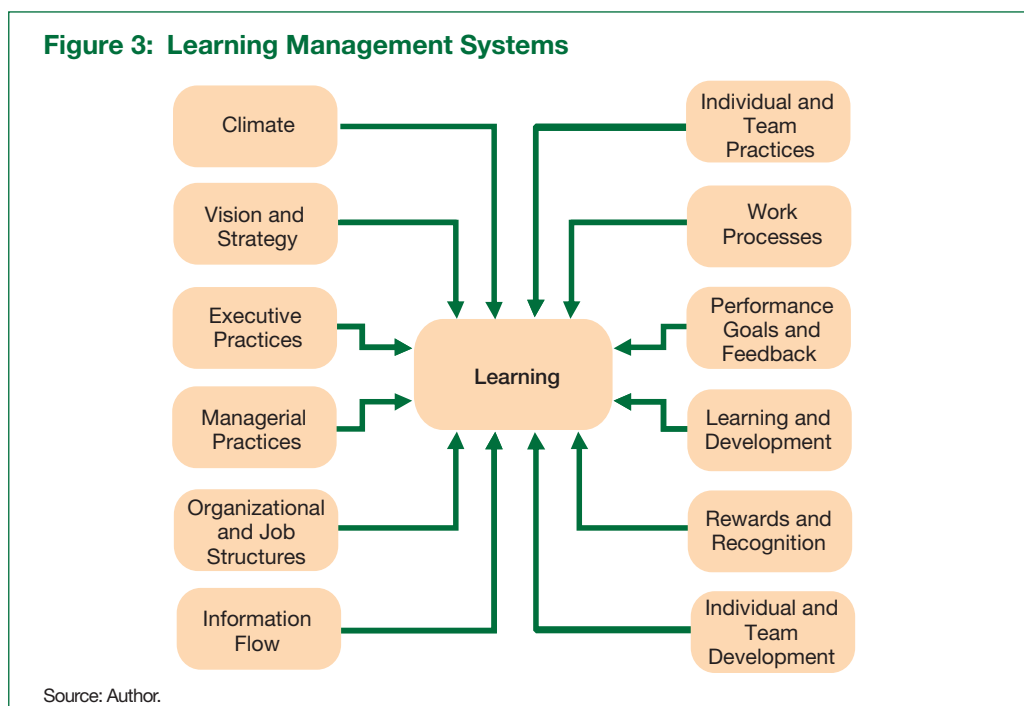 Figure 3: Learning Management Systems
Climate
Vision and
Strategy
Executive
Practices
Managerial
Practices
Organizational
and Job
Structures
Information
Flow
Learning
Individual and
Team
Practices
Work
Processes
Performance
Goals and
Feedback
Learning and
Development
Rewards and
Recognition
Individual and
Team
Development
Source: Author.